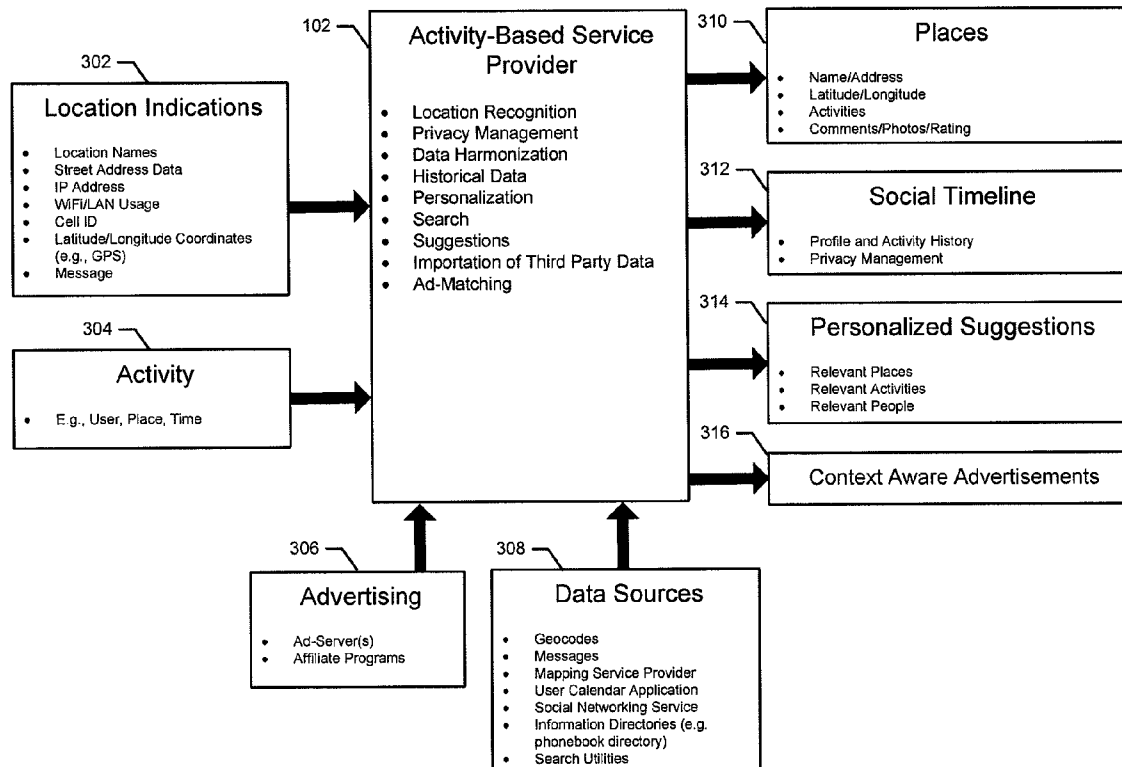 302
Location Indications
• Location Names
• Street Address Data
• IP Address
• WiFi/LAN Usage
• Cell ID
• Latitude/Longitude Coordinates
(e.g., GPS)
• Message
304
Activity
• E.g., User, Place, Time
102
Activity-Based Service
Provider
• Location Recognition
• Privacy Management
• Data Harmonization
• Historical Data
• Personalization
• Search
• Suggestions
• Importation of Third Party Data
• Ad-Matching
306
Advertising
• Ad-Server(s)
• Affiliate Programs
308
Data Sources
• Geocodes
• Messages
• Mapping Service Provider
• User Calendar Application
• Social Networking Service
• Information Directories (e.g.
phonebook directory)
• Search Utilities
310
Places
• Name/Address
• Latitude/Longitude
• Activities
• Comments/Photos/Rating
312
Social Timeline
• Profile and Activity History
• Privacy Management
314
Personalized Suggestions
• Relevant Places
• Relevant Activities
• Relevant People
316
Context Aware Advertisements